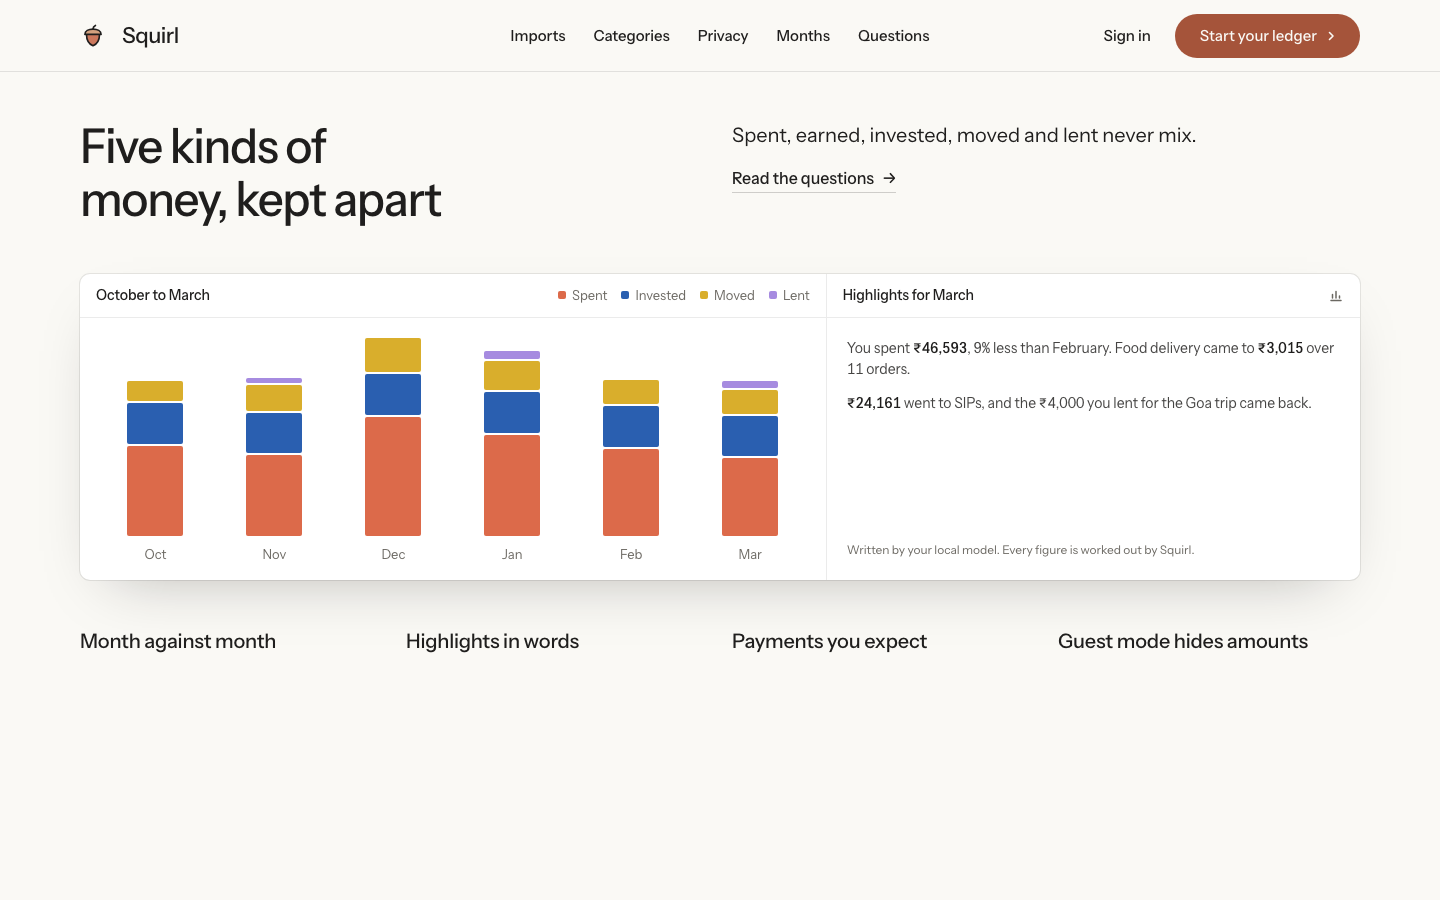 Squirl
Imports
Categories
Privacy
Months
Questions
Sign in
Start your ledger
Five kinds of
money, kept apart
Spent, earned, invested, moved and lent never mix.
Read the questions
October to March
Spent
Invested
Moved
Lent
Oct
Nov
Dec
Jan
Feb
Mar
Highlights for March
You spent ₹46,593, 9% less than February. Food delivery came to ₹3,015 over
11 orders.
₹24,161 went to SIPs, and the ₹4,000 you lent for the Goa trip came back.
Written by your local model. Every figure is worked out by Squirl.
Month against month
Highlights in words
Payments you expect
Guest mode hides amounts